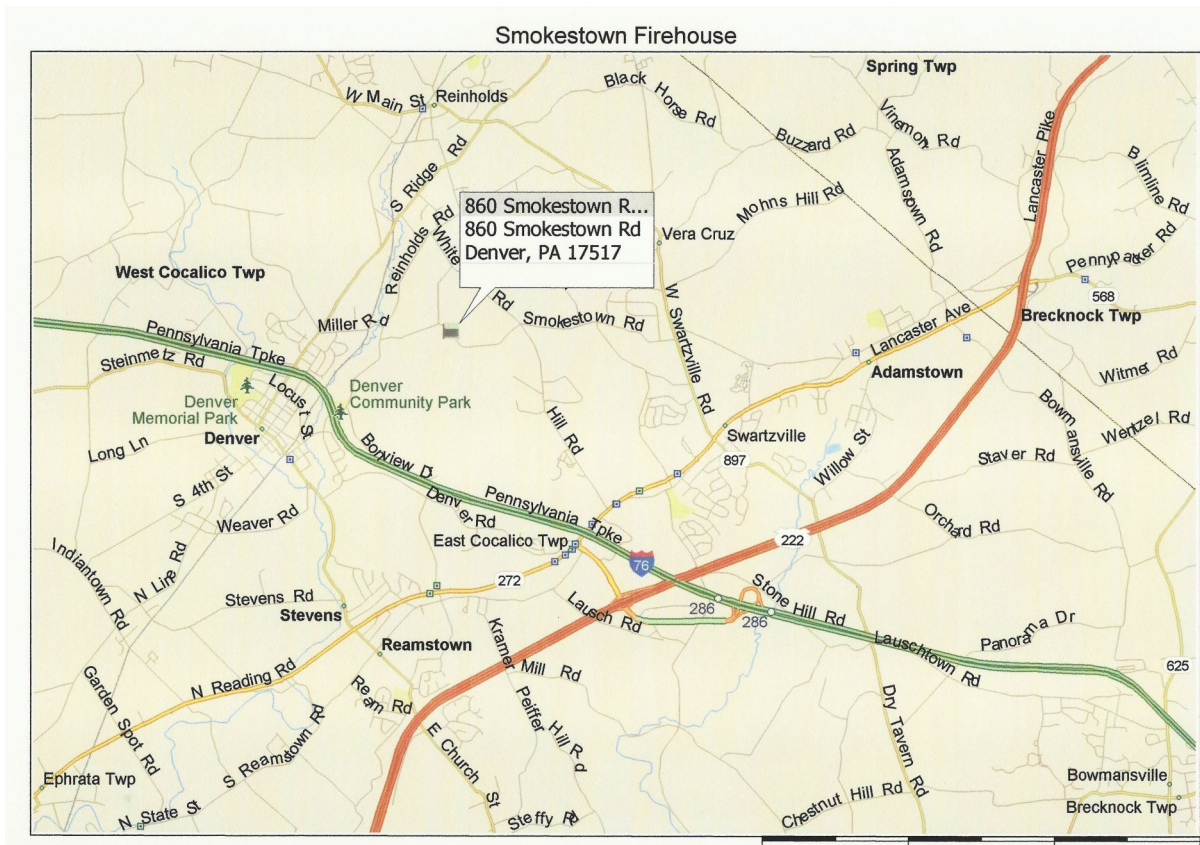 Smokestown Firehouse
Spring Twp
W Main St
Reinholds
Black Horse Rd
Buzzard Rd
Vinemont Rd
Adamstown Rd
Lancaster Pike
Blimline Rd
S Ridge Rd
860 Smokestown R...
860 Smokestown Rd
Denver, PA 17517
Mohns Hill Rd
Vera Cruz
Reinholds Rd
White
Rd
Pennypacker Rd
568
West Cocalico Twp
Miller Rd
Smokestown Rd
W Swartzville Rd
Lancaster Ave
Brecknock Twp
Pennsylvania Tpke
Steinmetz Rd
Adamstown
Witmer Rd
Denver
Memorial Park
Locust St
Denver
Community Park
Denver
Long Ln
Hill Rd
Swartzville
897
Willow St
Bowmansville Rd
Wertzel Rd
Staver Rd
S 4th St
Bonview D
Denver Rd
Pennsylvania Tpke
Weaver Rd
East Cocalico Twp
Orchard Rd
222
76
Indiantown Rd
N Line Rd
272
Stevens Rd
Stevens
Lausch Rd
286
286
Stone Hill Rd
Reamstown
Kramer Mill Rd
Lauschtown Rd
Panorama Dr
625
N Reading Rd
Garden Spot Rd
Ream Rd
Peiffer Hill Rd
Dry Tavern Rd
S Reamstown Rd
E Church St
Ephrata Twp
Bowmansville
N State St
Steffy Rd
Chestnut Hill Rd
Brecknock Twp